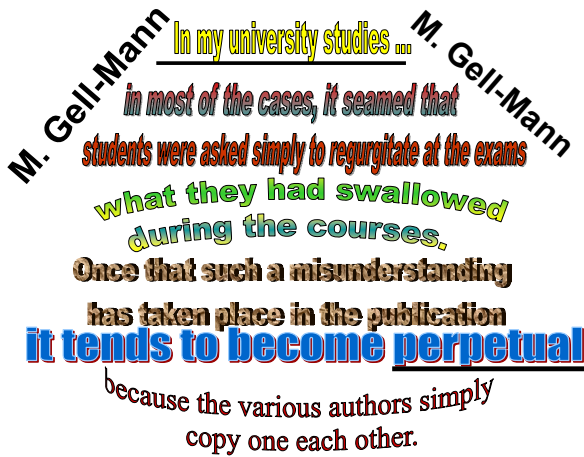 M. Gell-Mann
In my university studies ...
M. Gell-Mann
in most of the cases, it seamed that
students were asked simply to regurgitate at the exams
what they had swallowed
during the courses.
Once that such a misunderstanding
has taken place in the publication
it tends to become perpetual
because the various authors simply
copy one each other.